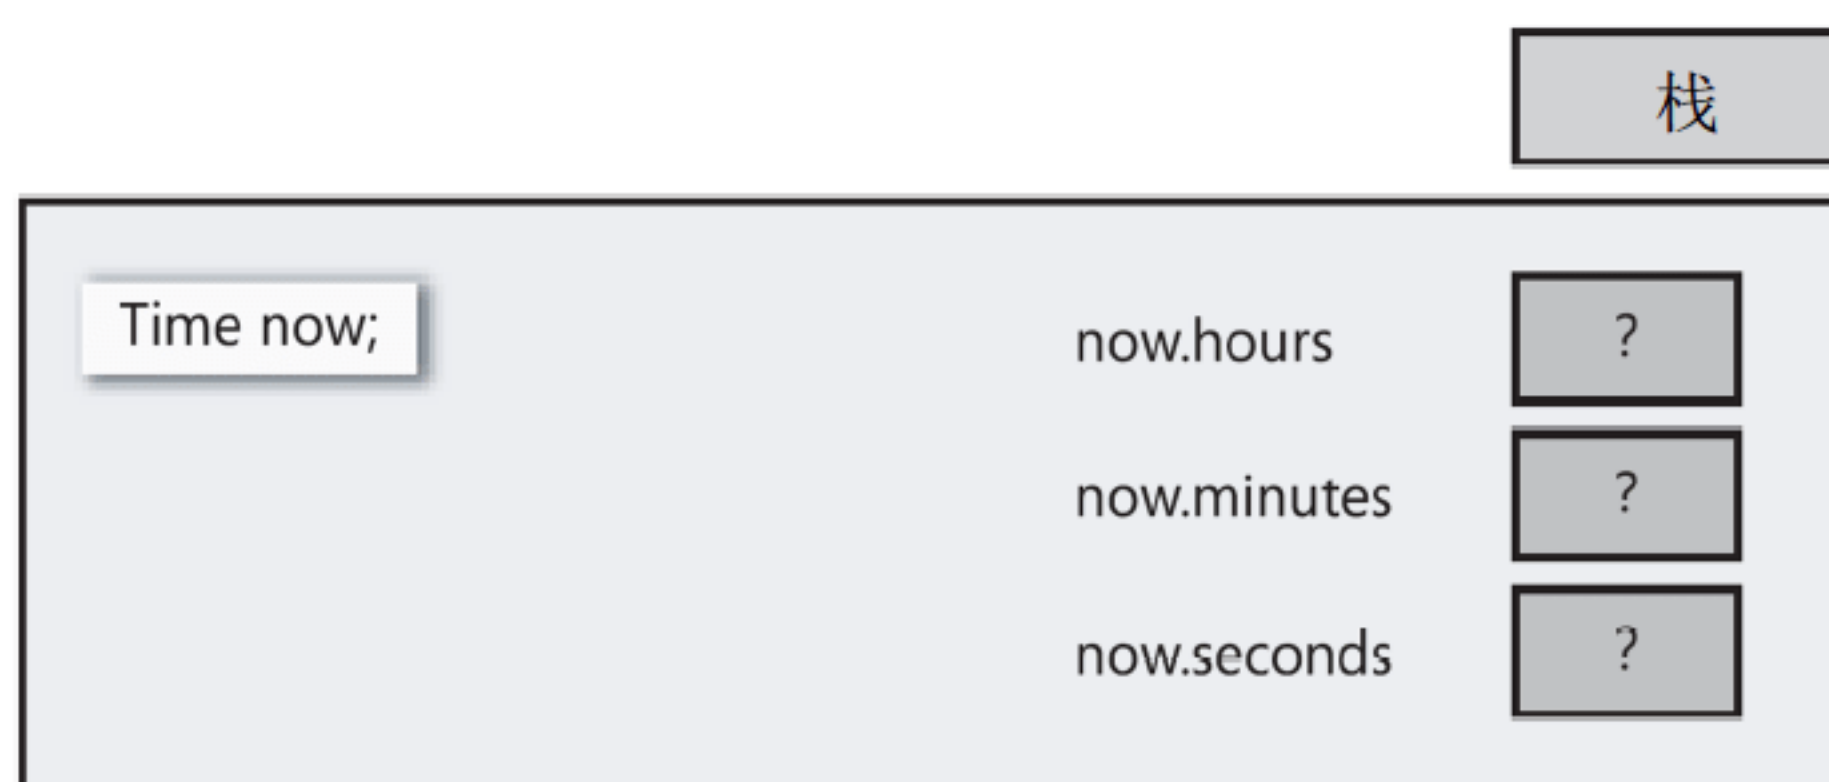 栈
Time now;
now.hours
?
now.minutes
?
now.seconds
?